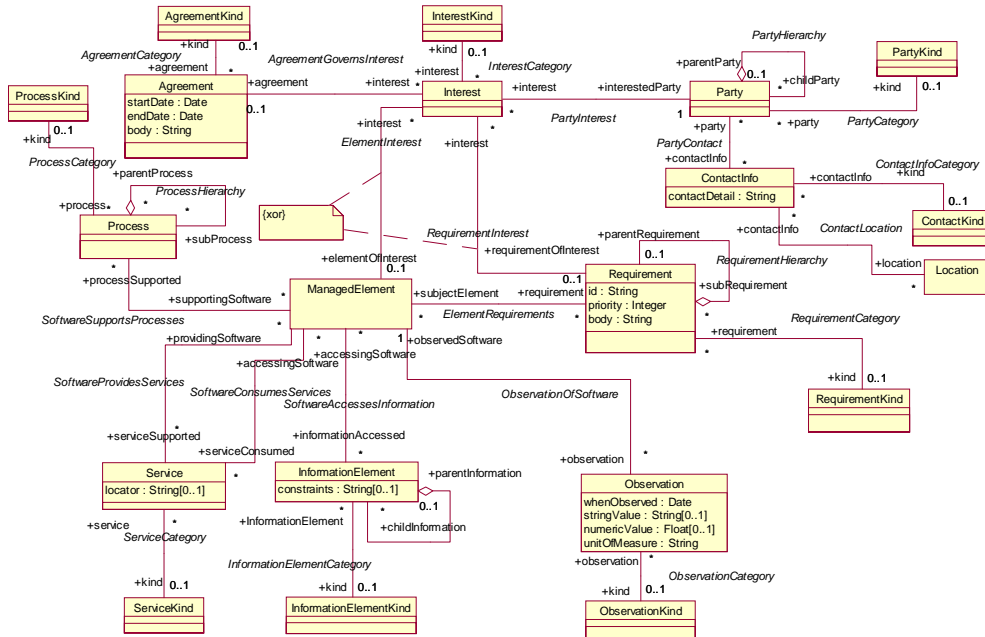 AgreementKind
InterestKind
PartyHierarchy
PartyKind
+kind
0..1
+kind
0..1
+parentParty
0..1
+childParty
*
AgreementCategory
AgreementGovernsInterest
InterestCategory
+agreement
*
+agreement
+interest
+interest
*
+interest
+interestedParty
+kind
0..1
ProcessKind
Agreement
startDate : Date
endDate : Date
body : String
0..1
*
Interest
*
PartyInterest
1
Party
*
PartyCategory
+party
+party
+kind
0..1
+interest
*
+interest
*
ElementInterest
PartyContact
ProcessCategory
+parentProcess
*
ProcessHierarchy
*
+process
*
+subProcess
Process
+contactInfo
*
ContactInfo
contactDetail : String
ContactInfoCategory
+contactInfo
*
+kind
0..1
ContactKind
+contactInfo
*
ContactLocation
+location
*
Location
{xor}
RequirementInterest
+requirementOfInterest
0..1
+parentRequirement
0..1
RequirementHierarchy
+subRequirement
*
*
+processSupported
+elementOfInterest
0..1
ManagedElement
+supportingSoftware
*
SoftwareSupportsProcesses
+subjectElement
*
+requirement
*
ElementRequirements
Requirement
id : String
priority : Integer
body : String
RequirementCategory
+requirement
*
+kind
0..1
RequirementKind
*
+providingSoftware
*
+accessingSoftware
*
+accessingSoftware
1
+observedSoftware
SoftwareProvidesServices
SoftwareConsumesServices
SoftwareAccessesInformation
ObservationOfSoftware
+serviceSupported
*
+serviceConsumed
*
+informationAccessed
*
+parentInformation
0..1
+childInformation
*
+observation
*
Service
locator : String[0..1]
InformationElement
constraints : String[0..1]
Observation
whenObserved : Date
stringValue : String[0..1]
numericValue : Float[0..1]
unitOfMeasure : String
+service
*
ServiceCategory
+InformationElement
*
InformationElementCategory
+observation
*
ObservationCategory
+kind
0..1
+kind
0..1
+kind
0..1
ServiceKind
InformationElementKind
ObservationKind